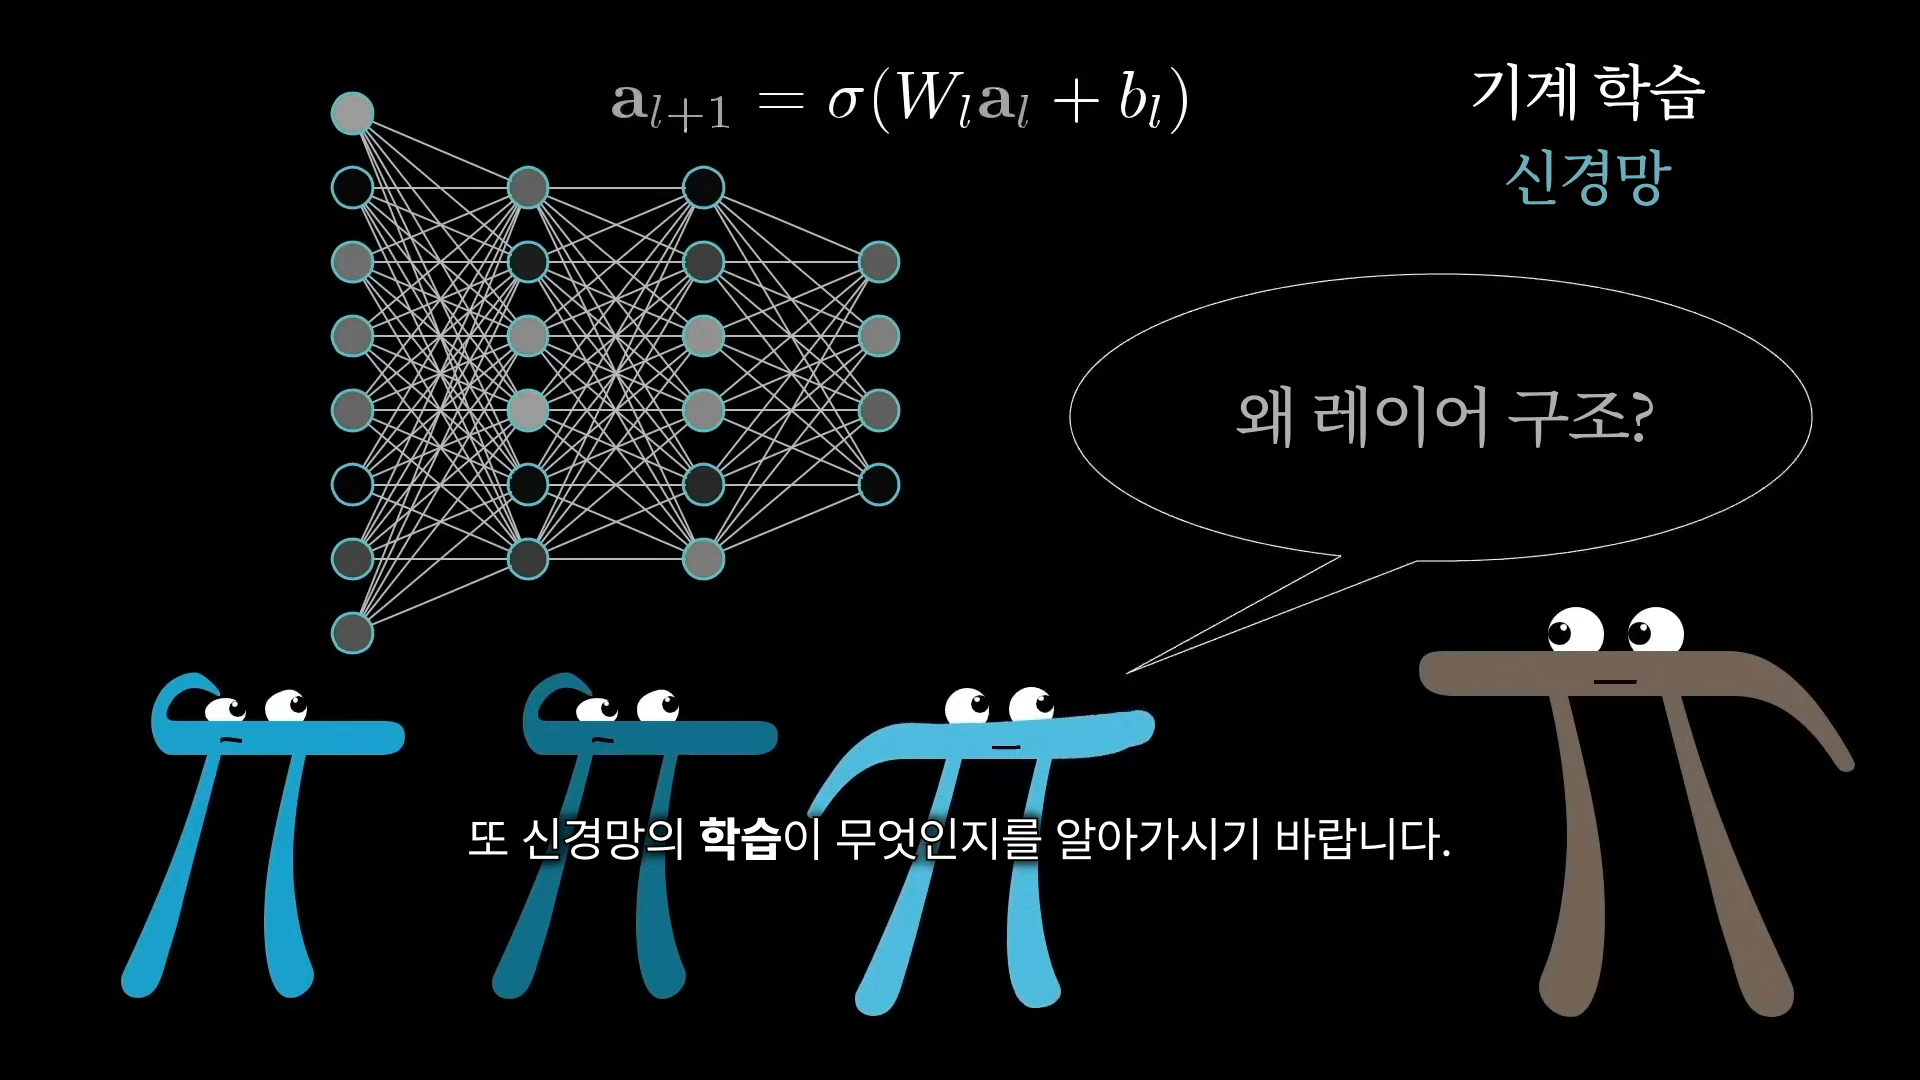 a_{l+1} = σ(W_l a_l + b_l)
기계 학습
신경망
왜 레이어 구조?
또 신경망의 학습이 무엇인지를 알아가시기 바랍니다.